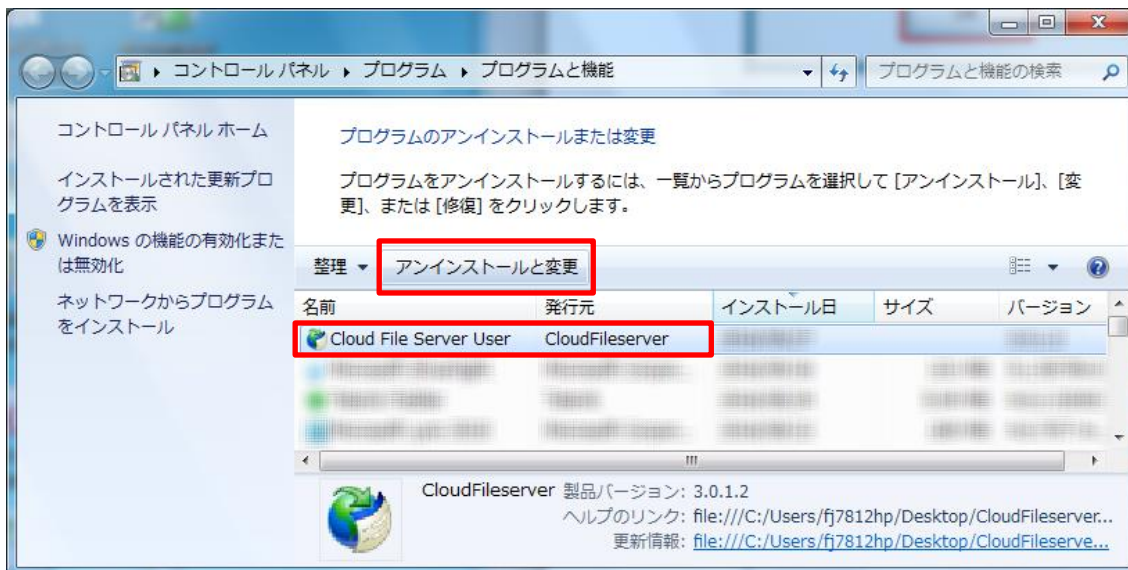 コントロール パネル ▸ プログラム ▸ プログラムと機能
プログラムと機能の検索
コントロール パネル ホーム
インストールされた更新プロ
グラムを表示
Windows の機能の有効化また
は無効化
ネットワークからプログラム
をインストール
プログラムのアンインストールまたは変更
プログラムをアンインストールするには、一覧からプログラムを選択して [アンインストール]、[変
更]、または [修復] をクリックします。
整理 アンインストールと変更
名前 発行元 インストール日 サイズ バージョン
Cloud File Server User CloudFileserver
CloudFileserver 製品バージョン: 3.0.1.2
ヘルプのリンク: file:///C:/Users/fj7812hp/Desktop/CloudFileserver...
更新情報: file:///C:/Users/fj7812hp/Desktop/CloudFileserve...